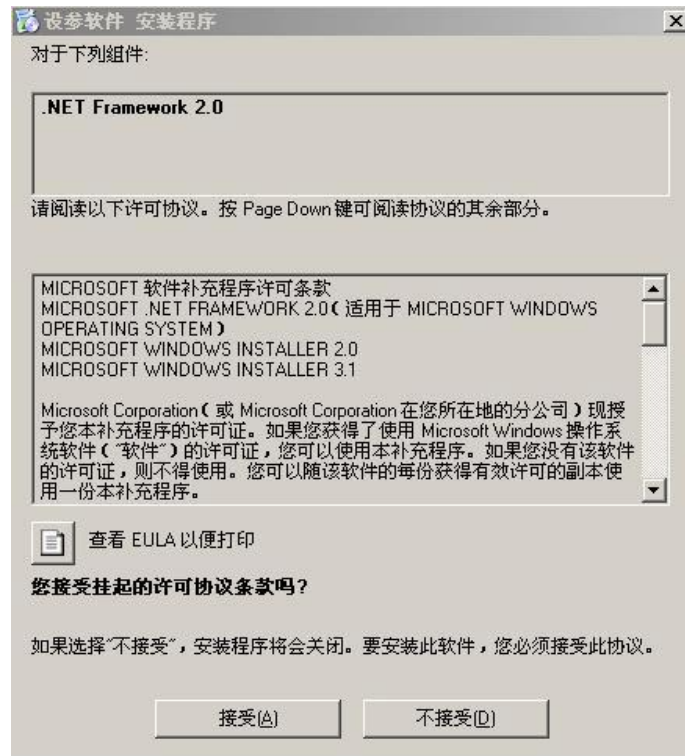 设参软件 安装程序
对于下列组件:
.NET Framework 2.0
请阅读以下许可协议。按 Page Down 键可阅读协议的其余部分。
MICROSOFT 软件补充程序许可条款
MICROSOFT .NET FRAMEWORK 2.0（适用于 MICROSOFT WINDOWS
OPERATING SYSTEM）
MICROSOFT WINDOWS INSTALLER 2.0
MICROSOFT WINDOWS INSTALLER 3.1
Microsoft Corporation（或 Microsoft Corporation 在您所在地的分公司）现授
予您本补充程序的许可证。如果您获得了使用 Microsoft Windows 操作系
统软件（“软件”）的许可证，您可以使用本补充程序。如果您没有该软件
的许可证，则不得使用。您可以随该软件的每份获得有效许可的副本使
用一份本补充程序。
查看 EULA 以便打印
您接受挂起的许可协议条款吗?
如果选择“不接受”，安装程序将会关闭。要安装此软件，您必须接受此协议。
接受(A)
不接受(D)